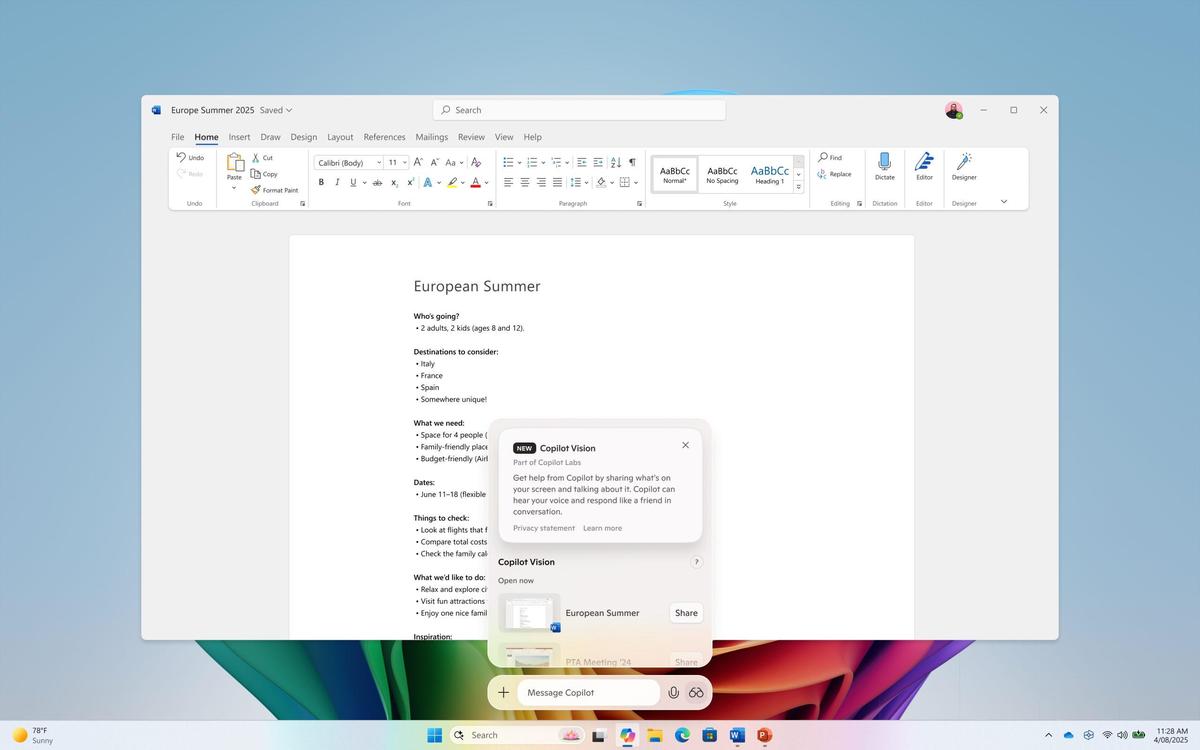 Europe Summer 2025 Saved
Search
File Home Insert Draw Design Layout References Mailings Review View Help
Undo
Redo
Undo
Paste
Cut
Copy
Format Paint
Clipboard
Calibri (Body) 11
Font
Paragraph
AaBbCc
Normal*
AaBbCc
No Spacing
AaBbCc
Heading 1
Style
Find
Replace
Editing
Dictate
Dictation
Editor
Editor
Designer
Designer
European Summer
Who's going?
• 2 adults, 2 kids (ages 8 and 12).
Destinations to consider:
• Italy
• France
• Spain
• Somewhere unique!
What we need:
• Space for 4 people (
• Family-friendly place
• Budget-friendly
Dates:
• June 11–18 (flexible
Things to check:
• Look at flights that
• Compare total costs
• Check the family
What we'd like to do:
• Relax and explore
• Visit fun attractions
• Enjoy one nice
Inspiration:
NEW Copilot Vision
Part of Copilot Labs
Get help from Copilot by sharing what's on
your screen and talking about it. Copilot can
hear your voice and respond like a friend in
conversation.
Privacy statement Learn more
Copilot Vision ?
Open now
European Summer Share
PTA Meeting '24 Share
Message Copilot
78°F
Sunny
Search
11:28 AM
4/08/2025